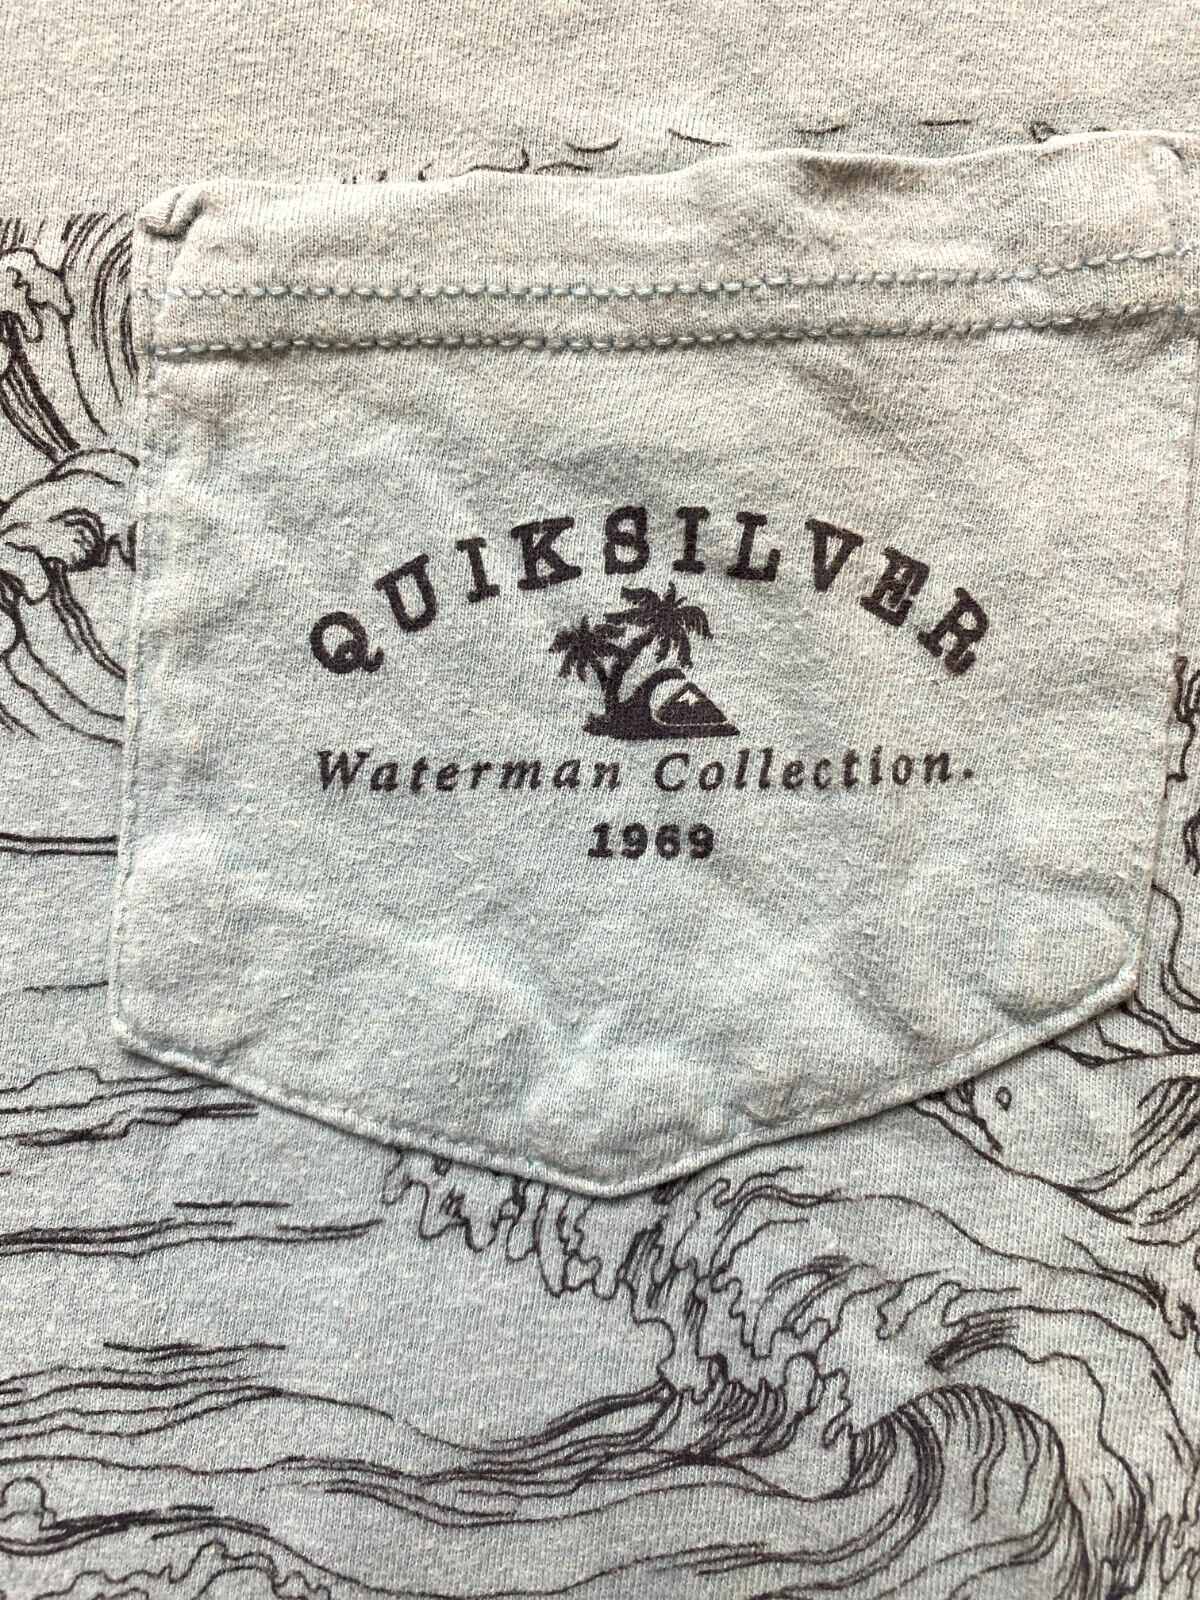 QUIKSILVER
Waterman Collection.
1969